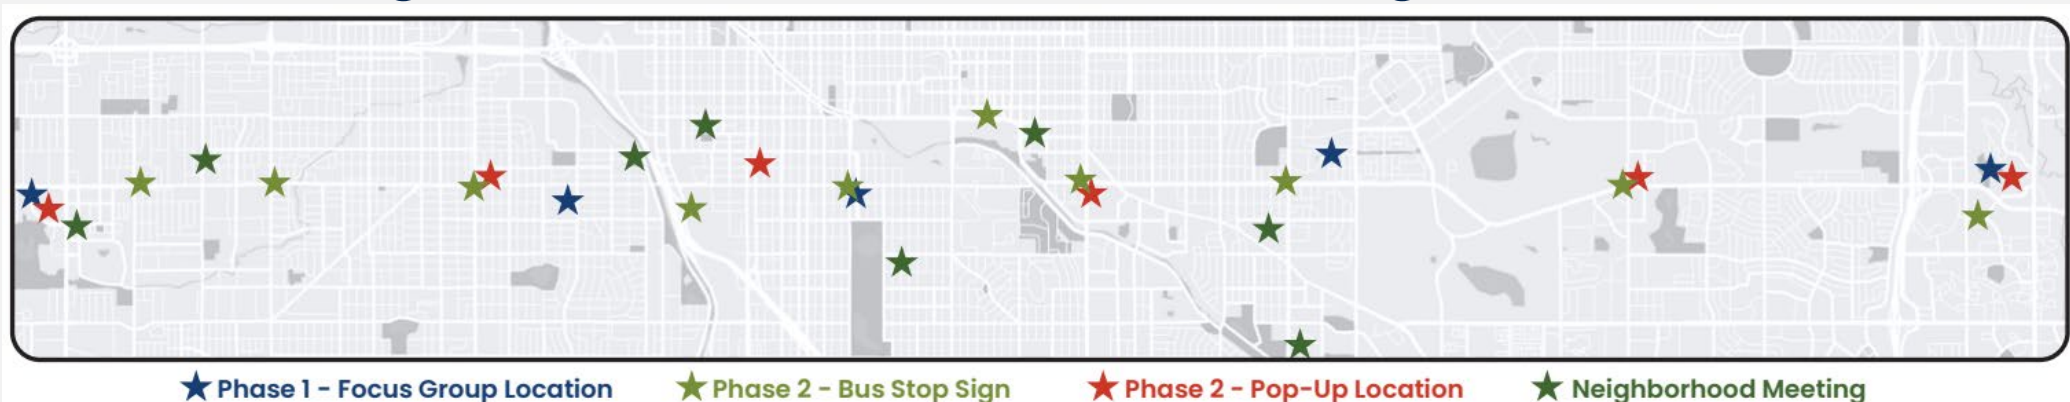 Phase 1 - Focus Group Location
Phase 2 - Bus Stop Sign
Phase 2 - Pop-Up Location
Neighborhood Meeting